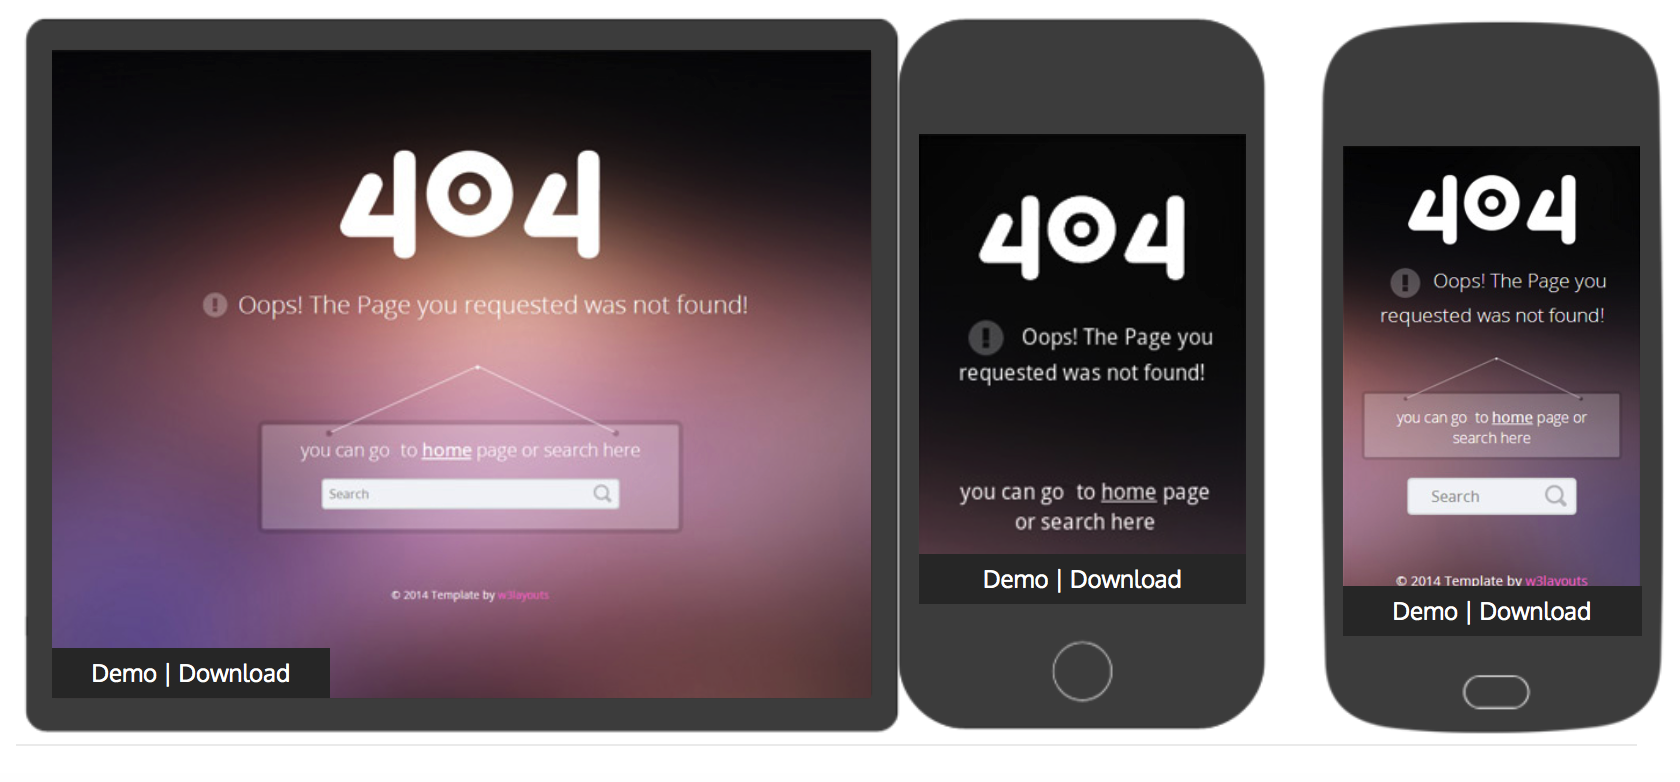 404
Oops! The Page you requested was not found!
you can go to home page or search here
Search
© 2014 Template by w3layouts
Demo | Download
404
Oops! The Page you
requested was not found!
you can go to home page
or search here
Demo | Download
404
Oops! The Page you
requested was not found!
you can go to home page or
search here
Search
© 2014 Template by w3layouts
Demo | Download